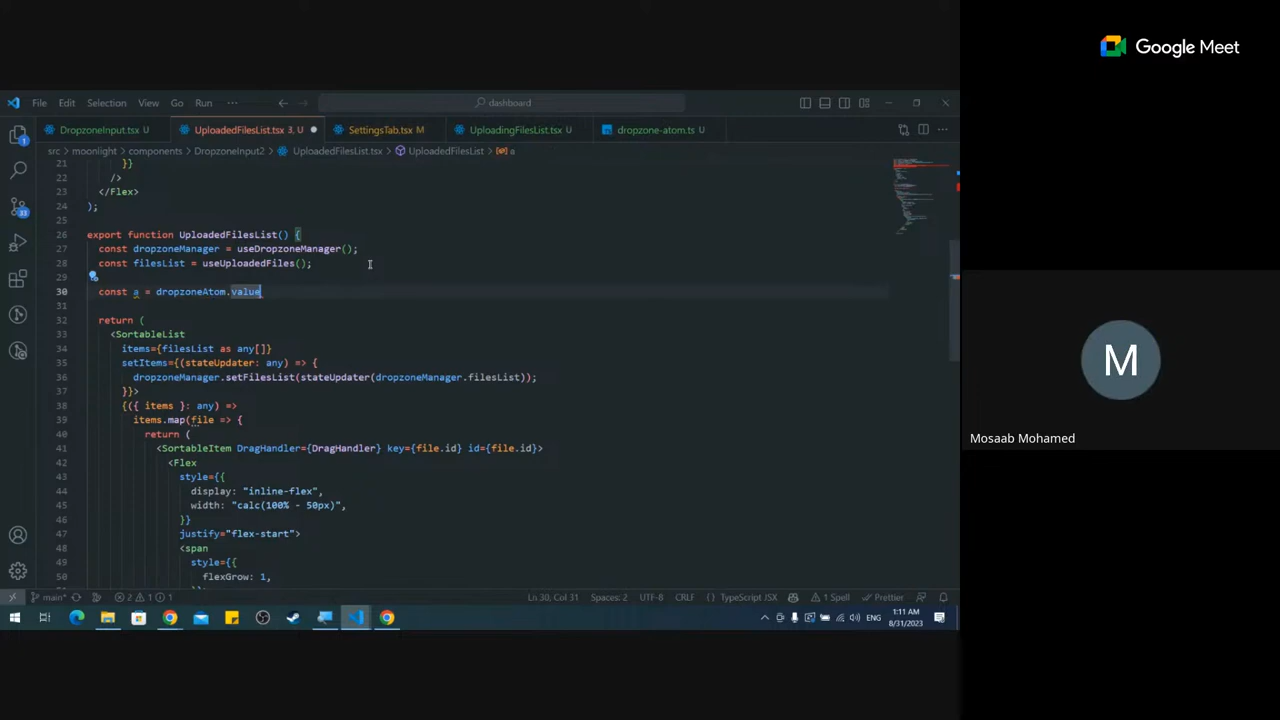 Google Meet
File Edit Selection View Go Run ··· dashboard
DropzoneInput.tsx U UploadedFilesList.tsx 3, U SettingsTab.tsx M UploadingFilesList.tsx U dropzone-atom.ts U
src > moonlight > components > DropzoneInput2 > UploadedFilesList.tsx > UploadedFilesList > a
21 }}
22 />
23 </Flex>
24 );
25
26 export function UploadedFilesList() {
27 const dropzoneManager = useDropzoneManager();
28 const filesList = useUploadedFiles();
29
30 const a = dropzoneAtom.value
31
32 return (
33 <SortableList
34 items={filesList as any[]}
35 setItems={(stateUpdater: any) => {
36 dropzoneManager.setFilesList(stateUpdater(dropzoneManager.filesList));
37 }}>
38 {({ items }: any) =>
39 items.map(file => {
40 return (
41 <SortableItem DragHandler={DragHandler} key={file.id} id={file.id}>
42 <Flex
43 style={{
44 display: "inline-flex",
45 width: "calc(100% - 50px)",
46 }}
47 justify="flex-start">
48 <span
49 style={{
50 flexGrow: 1,
1
33
main* 2 1 1 Ln 30, Col 31 Spaces: 2 UTF-8 CRLF {} TypeScript JSX 1 Spell Prettier
ENG 1:11 AM
8/31/2023
M
Mosaab Mohamed